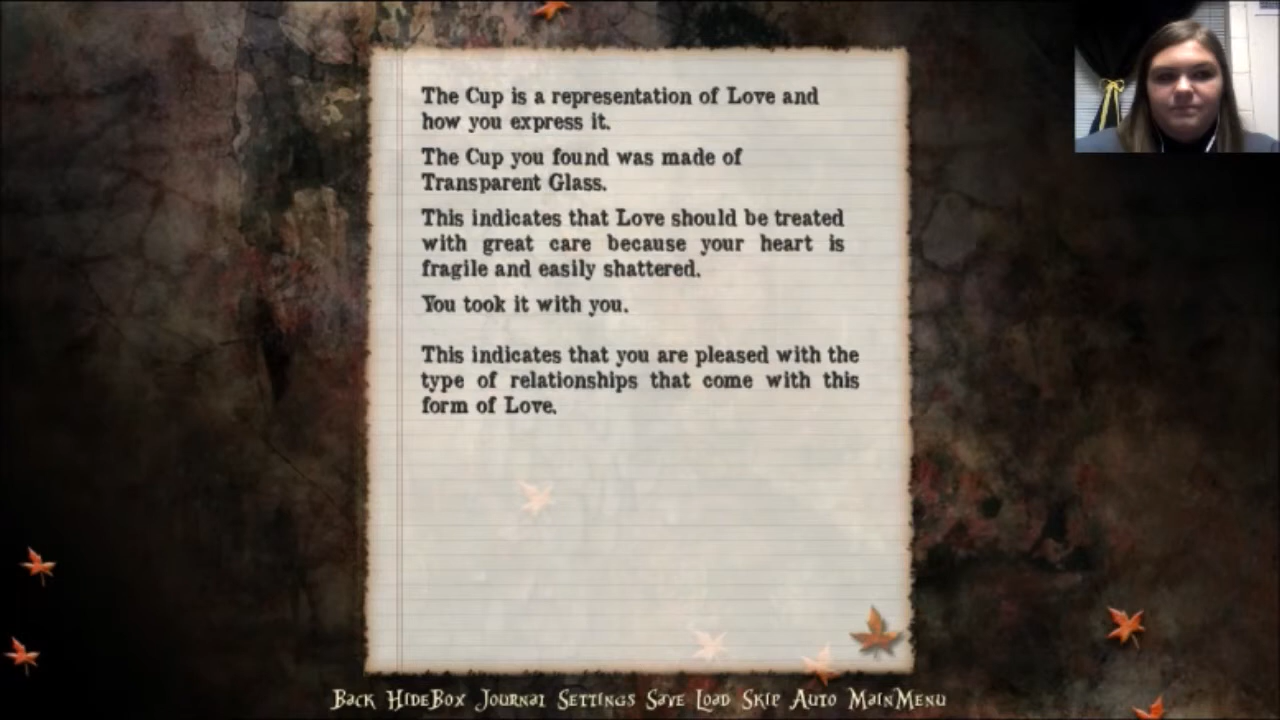 The Cup is a representation of Love and
how you express it.
The Cup you found was made of
Transparent Glass.
This indicates that Love should be treated
with great care because your heart is
fragile and easily shattered.
You took it with you.
This indicates that you are pleased with the
type of relationships that come with this
form of Love.
Back HideBox Journal Settings Save Load Skip Auto MainMenu